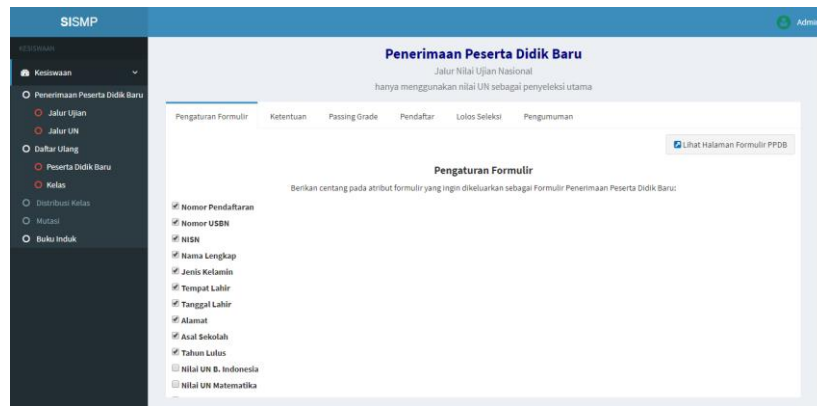 SISMP
Admin
KESISWAAN
Kesiswaan
Penerimaan Peserta Didik Baru
Jalur Ujian
Jalur UN
Daftar Ulang
Peserta Didik Baru
Kelas
Distribusi Kelas
Mutasi
Buku Induk
Penerimaan Peserta Didik Baru
Jalur Nilai Ujian Nasional
hanya menggunakan nilai UN sebagai penyeleksi utama
Pengaturan Formulir Ketentuan Passing Grade Pendaftar Lolos Seleksi Pengumuman
Lihat Halaman Formulir PPDB
Pengaturan Formulir
Berikan centang pada atribut formulir yang ingin dikeluarkan sebagai Formulir Penerimaan Peserta Didik Baru:
Nomor Pendaftaran
Nomor USBN
NISN
Nama Lengkap
Jenis Kelamin
Tempat Lahir
Tanggal Lahir
Alamat
Asal Sekolah
Tahun Lulus
Nilai UN B. Indonesia
Nilai UN Matematika